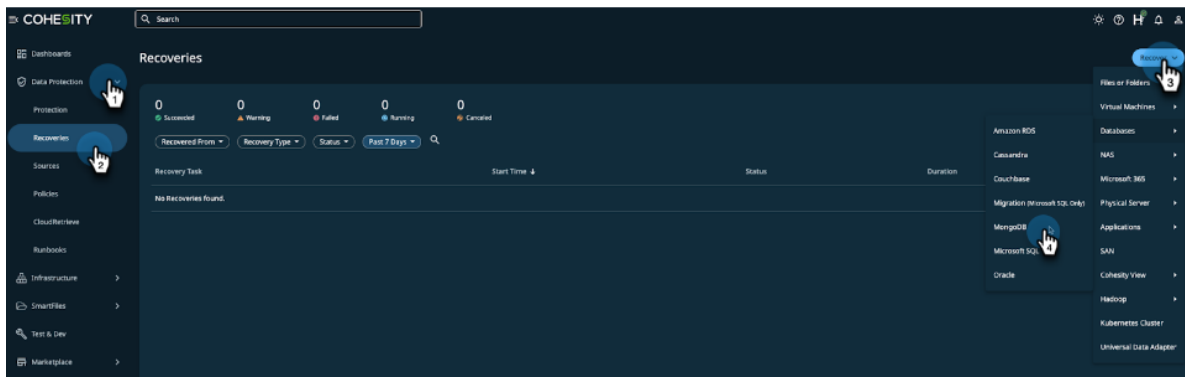 COHESITY
Search
H
Dashboards
Recoveries
Recover
Data Protection
1
3
Files or Folders
Protection
0 0 0 0 0
Succeeded Warning Failed Running Canceled
Virtual Machines
Recoveries
2
Recovered From Recovery Type Status Past 7 Days
Amazon RDS
Databases
Sources
Recovery Task Start Time Status Duration
Cassandra
NAS
Policies
No Recoveries found.
Couchbase
Microsoft 365
CloudRetrieve
Migration (Microsoft SQL Only)
Physical Server
Runbooks
MongoDB
4
Applications
Infrastructure
Microsoft SQL
SAN
SmartFiles
Oracle
Cohesity View
Test & Dev
Hadoop
Marketplace
Kubernetes Cluster
Universal Data Adapter